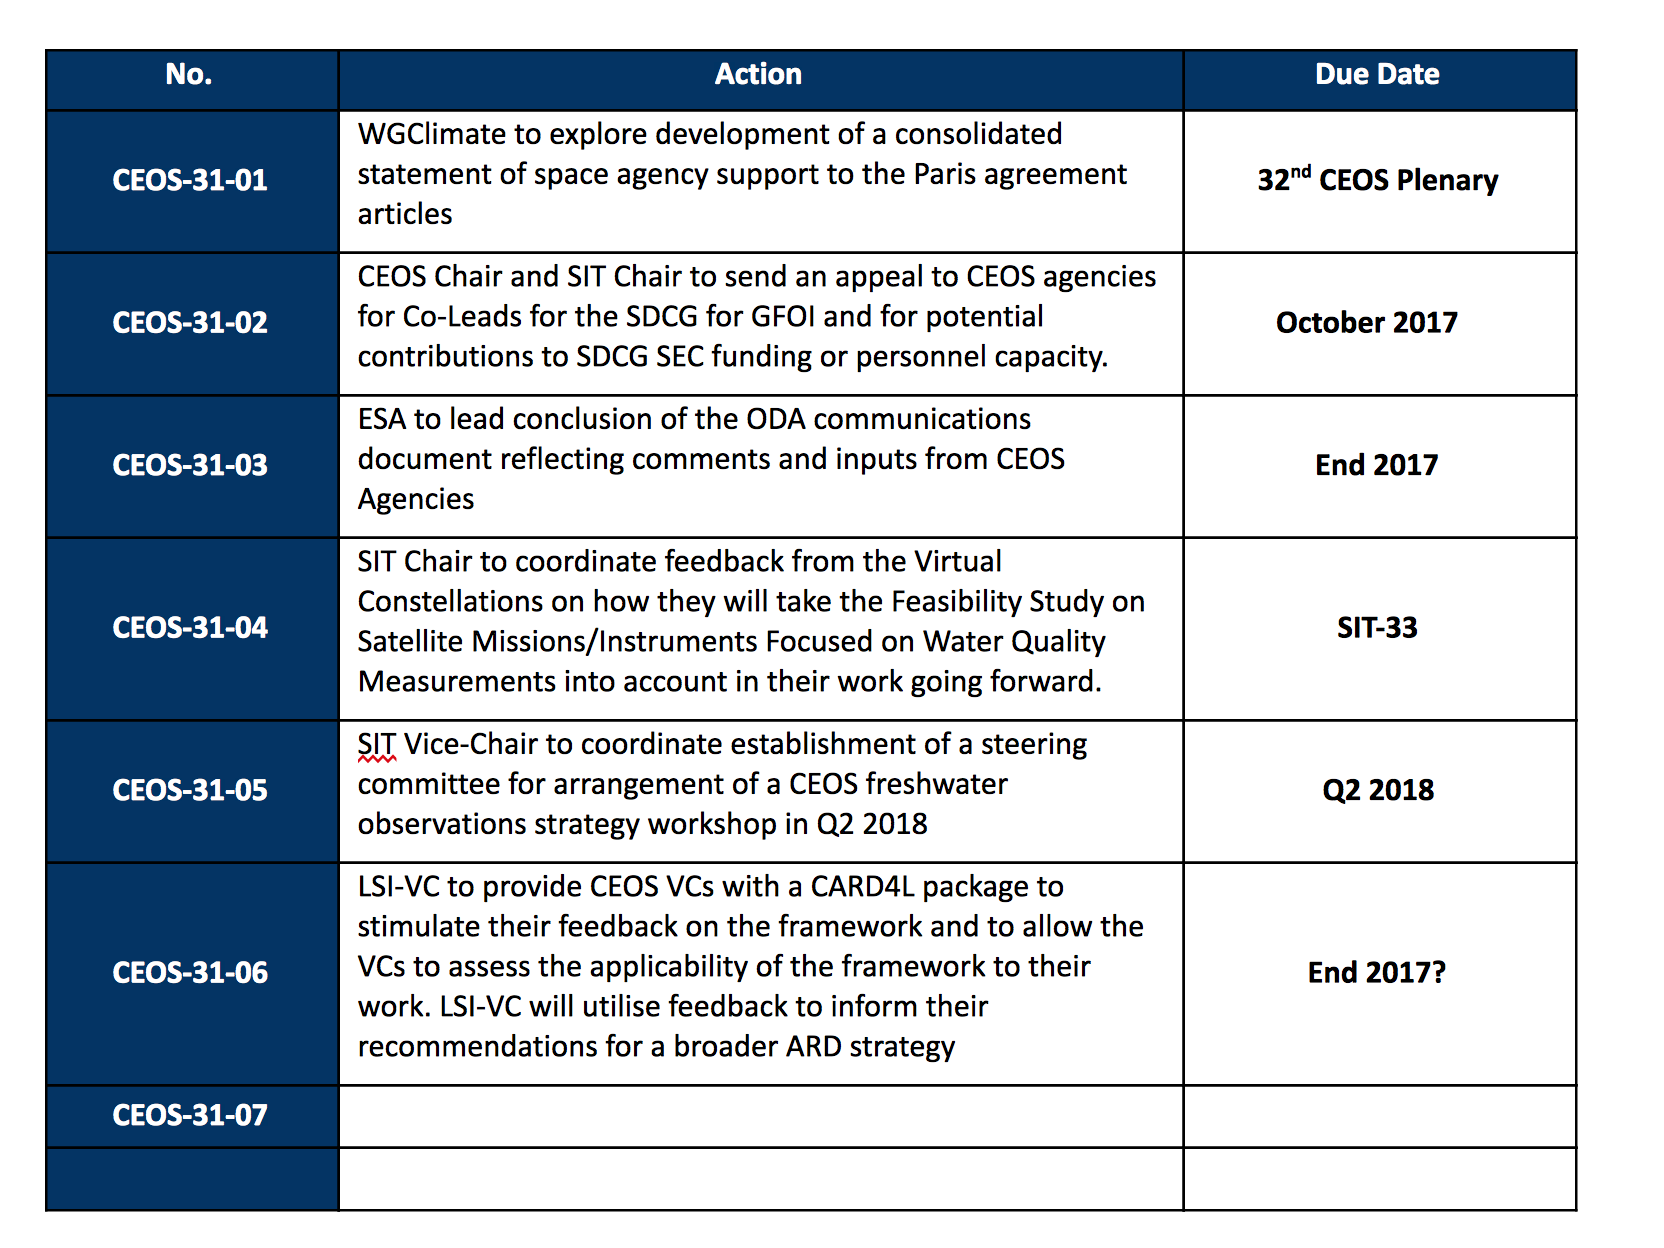 No. Action Due Date
CEOS-31-01
WGClimate to explore development of a consolidated
statement of space agency support to the Paris agreement
articles
32nd CEOS Plenary
CEOS-31-02
CEOS Chair and SIT Chair to send an appeal to CEOS agencies
for Co-Leads for the SDCG for GFOI and for potential
contributions to SDCG SEC funding or personnel capacity.
October 2017
CEOS-31-03
ESA to lead conclusion of the ODA communications
document reflecting comments and inputs from CEOS
Agencies
End 2017
CEOS-31-04
SIT Chair to coordinate feedback from the Virtual
Constellations on how they will take the Feasibility Study on
Satellite Missions/Instruments Focused on Water Quality
Measurements into account in their work going forward.
SIT-33
CEOS-31-05
SIT Vice-Chair to coordinate establishment of a steering
committee for arrangement of a CEOS freshwater
observations strategy workshop in Q2 2018
Q2 2018
CEOS-31-06
LSI-VC to provide CEOS VCs with a CARD4L package to
stimulate their feedback on the framework and to allow the
VCs to assess the applicability of the framework to their
work. LSI-VC will utilise feedback to inform their
recommendations for a broader ARD strategy
End 2017?
CEOS-31-07